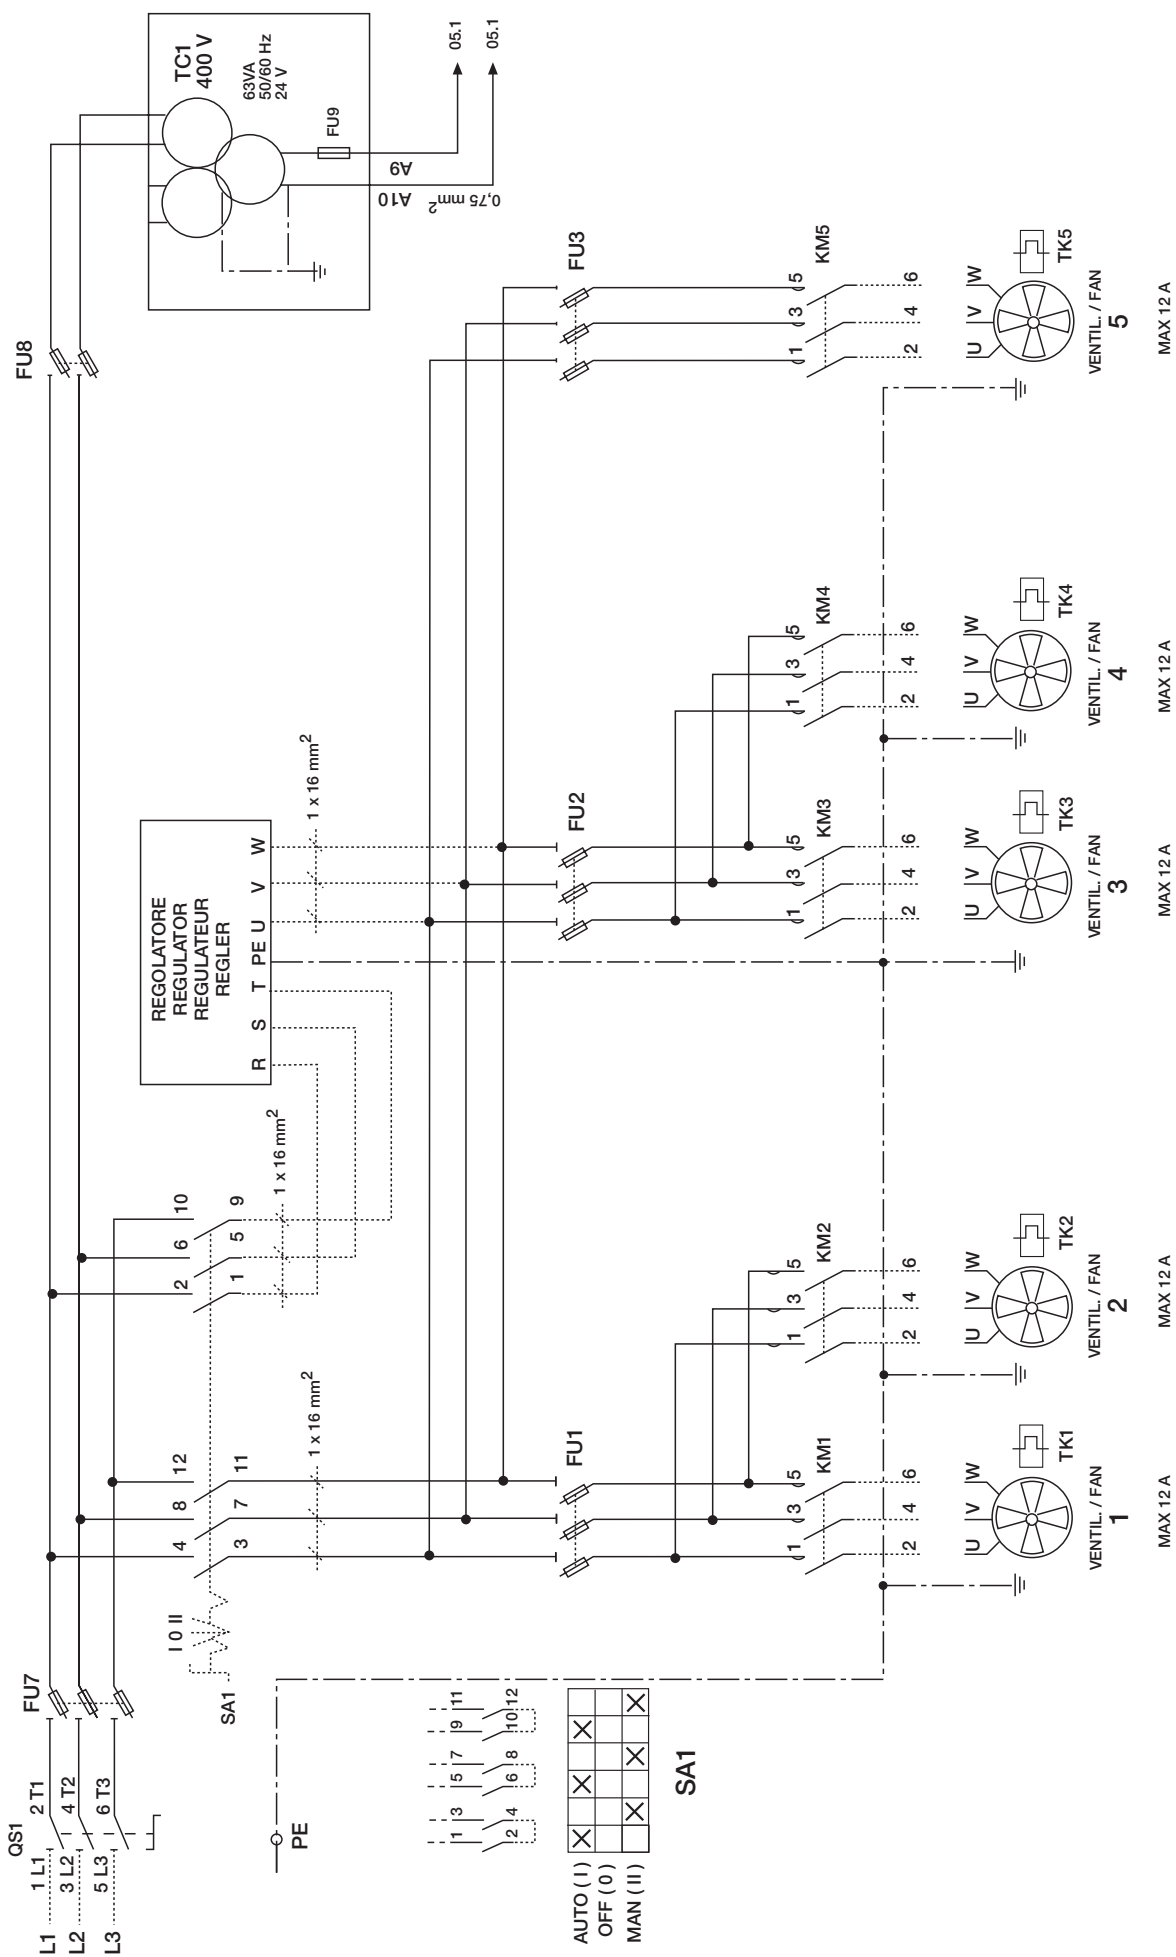 QS1
L1
L2
L3
1 L1
3 L2
5 L3
2 T1
4 T2
6 T3
FU7
FU8
TC1
400 V
63VA
50/60 Hz
24 V
FU9
A9
A10
0,75 mm²
05.1
05.1
I 0 II
SA1
4
8
12
3
7
11
1 x 16 mm²
2
6
10
1
5
9
1 x 16 mm²
REGOLATORE
REGULATOR
REGULATEUR
REGLER
R S T PE U V W
1 x 16 mm²
PE
1 3 5 7 9 11
2 4 6 8 10 12
AUTO ( I )
OFF ( 0 )
MAN ( II )
SA1
FU1
FU2
FU3
1 3 5
KM1
2 4 6
1 3 5
KM2
2 4 6
1 3 5
KM3
2 4 6
1 3 5
KM4
2 4 6
1 3 5
KM5
2 4 6
U V W
TK1
VENTIL. / FAN
1
MAX 12 A
U V W
TK2
VENTIL. / FAN
2
MAX 12 A
U V W
TK3
VENTIL. / FAN
3
MAX 12 A
U V W
TK4
VENTIL. / FAN
4
MAX 12 A
U V W
TK5
VENTIL. / FAN
5
MAX 12 A